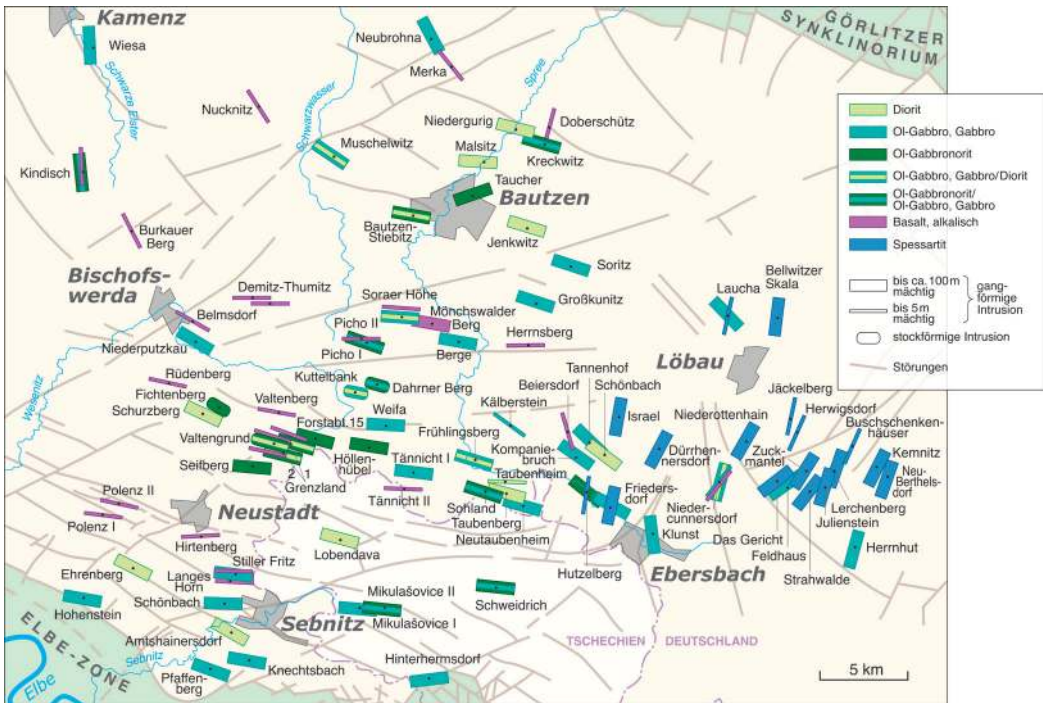 Kamenz
Wiesa
Schwarze Elster
Neubrohna
Merka
Spree
GÖRLITZER
SYNKLINORIUM
Nucknitz
Schwarzwasser
Niedergurig
Doberschütz
Muschelwitz
Malsitz
Kreckwitz
Kindisch
Taucher
Bautzen
Bautzen-
Stiebitz
Jenkwitz
Burkauer
Berg
Soritz
Bischofs-
werda
Demitz-Thumitz
Soraer Höhe
Großkunitz
Laucha
Bellwitzer
Skala
Belmsdorf
Picho II
Mönchswalder
Berg
Niederputzkau
Picho I
Berge
Herrnsberg
Löbau
Wesenitz
Rüdenberg
Kuttelbank
Dahrner Berg
Tannenhof
Schönbach
Fichtenberg
Valtenberg
Beiersdorf
Jäckelberg
Schurzberg
Forstabt.15
Weifa
Kälberstein
Israel
Niederottenhain
Herwigsdorf
Valtengrund
Frühlingsberg
Kompanie-
bruch
Dürrhen-
nersdorf
Buschschenken-
häuser
Höllen-
hübel
Tännicht I
Zuck-
mantel
Kemnitz
Seifberg
2 1
Grenzland
Taubenheim
Neu-
Berthels-
dorf
Polenz II
Tännicht II
Sohland
Frieders-
dorf
Nieder-
cunnersdorf
Lerchenberg
Neustadt
Taubenberg
Julienstein
Polenz I
Neutaubenheim
Klunst
Das Gericht
Hirtenberg
Lobendava
Feldhaus
Herrnhut
Ehrenberg
Stiller Fritz
Hutzelberg
Ebersbach
Strahwalde
Langes
Horn
Mikulašovice II
Schweidrich
Hohenstein
Schönbach
Sebnitz
Mikulašovice I
Amtshainersdorf
TSCHECHIEN
DEUTSCHLAND
ELBE-ZONE
Sebnitz
Knechtsbach
Hinterhermsdorf
Pfaffen-
berg
Elbe
5 km
Diorit
Ol-Gabbro, Gabbro
Ol-Gabbronorit
Ol-Gabbro, Gabbro/Diorit
Ol-Gabbronorit/
Ol-Gabbro, Gabbro
Basalt, alkalisch
Spessartit
bis ca. 100 m
mächtig
bis 5 m
mächtig
gang-
förmige
Intrusion
stockförmige Intrusion
Störungen